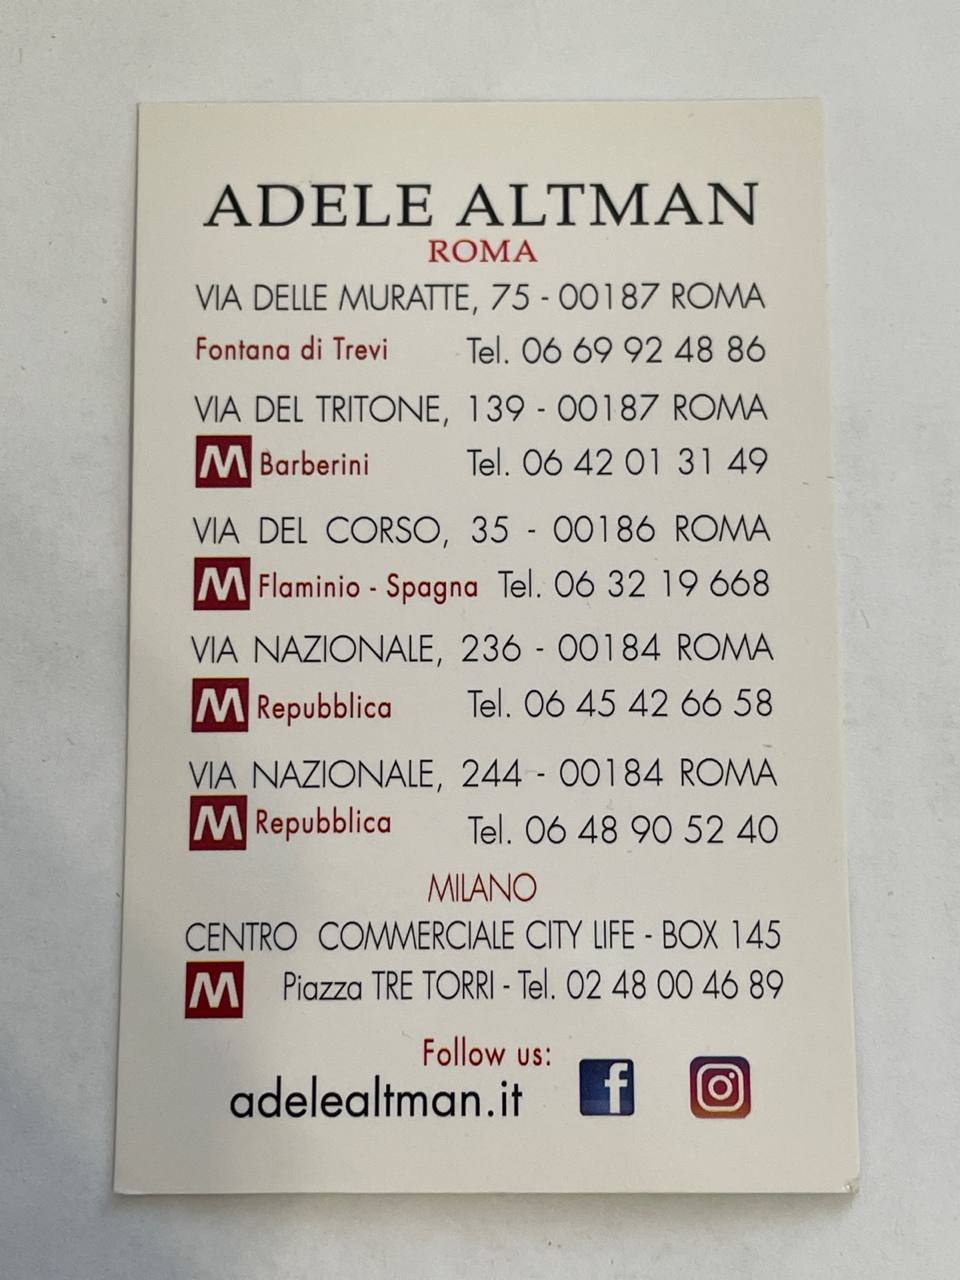 ADELE ALTMAN
ROMA
VIA DELLE MURATTE, 75 - 00187 ROMA
Fontana di Trevi Tel. 06 69 92 48 86
VIA DEL TRITONE, 139 - 00187 ROMA
M Barberini Tel. 06 42 01 31 49
VIA DEL CORSO, 35 - 00186 ROMA
M Flaminio - Spagna Tel. 06 32 19 668
VIA NAZIONALE, 236 - 00184 ROMA
M Repubblica Tel. 06 45 42 66 58
VIA NAZIONALE, 244 - 00184 ROMA
M Repubblica Tel. 06 48 90 52 40
MILANO
CENTRO COMMERCIALE CITY LIFE - BOX 145
M Piazza TRE TORRI - Tel. 02 48 00 46 89
Follow us:
adelealtman.it f